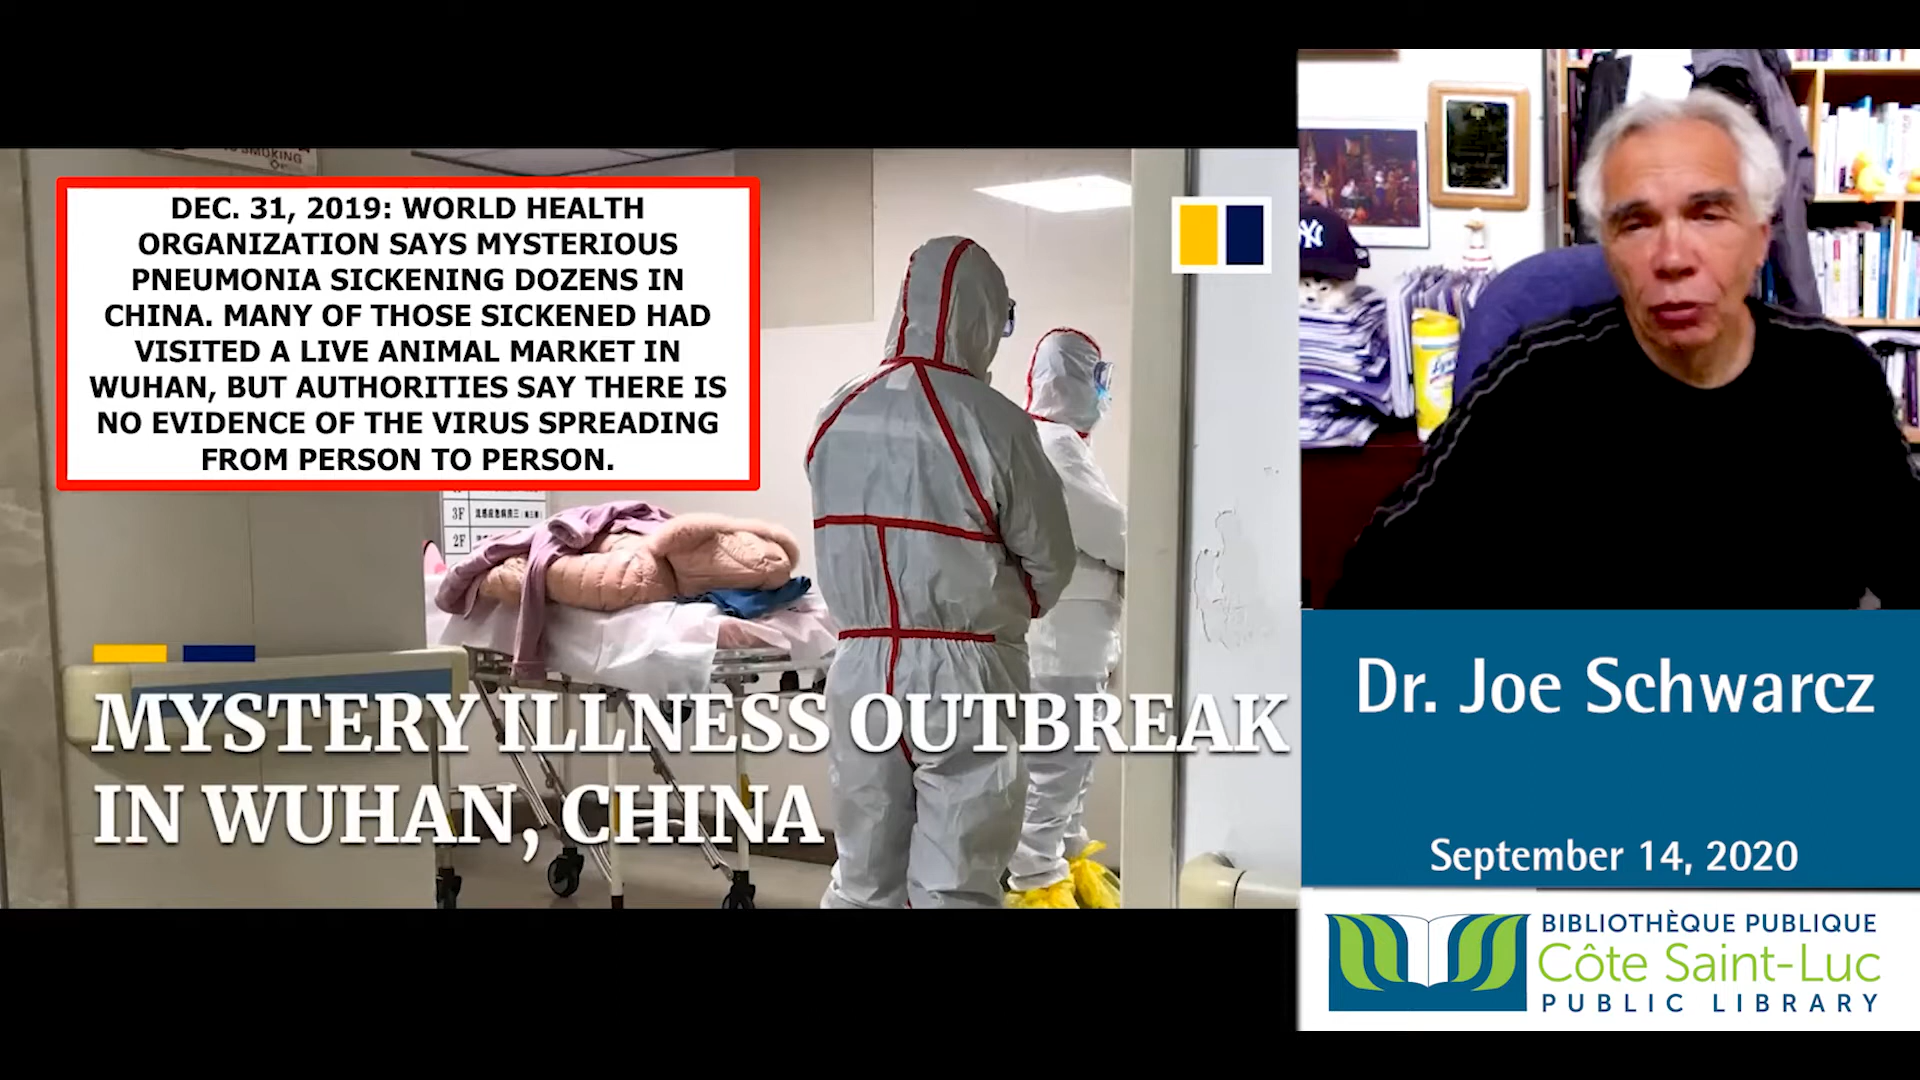 SMOKING
DEC. 31, 2019: WORLD HEALTH
ORGANIZATION SAYS MYSTERIOUS
PNEUMONIA SICKENING DOZENS IN
CHINA. MANY OF THOSE SICKENED HAD
VISITED A LIVE ANIMAL MARKET IN
WUHAN, BUT AUTHORITIES SAY THERE IS
NO EVIDENCE OF THE VIRUS SPREADING
FROM PERSON TO PERSON.
3F
2F
MYSTERY ILLNESS OUTBREAK
IN WUHAN, CHINA
Dr. Joe Schwarcz
September 14, 2020
BIBLIOTHÈQUE PUBLIQUE
Côte Saint-Luc
PUBLIC LIBRARY